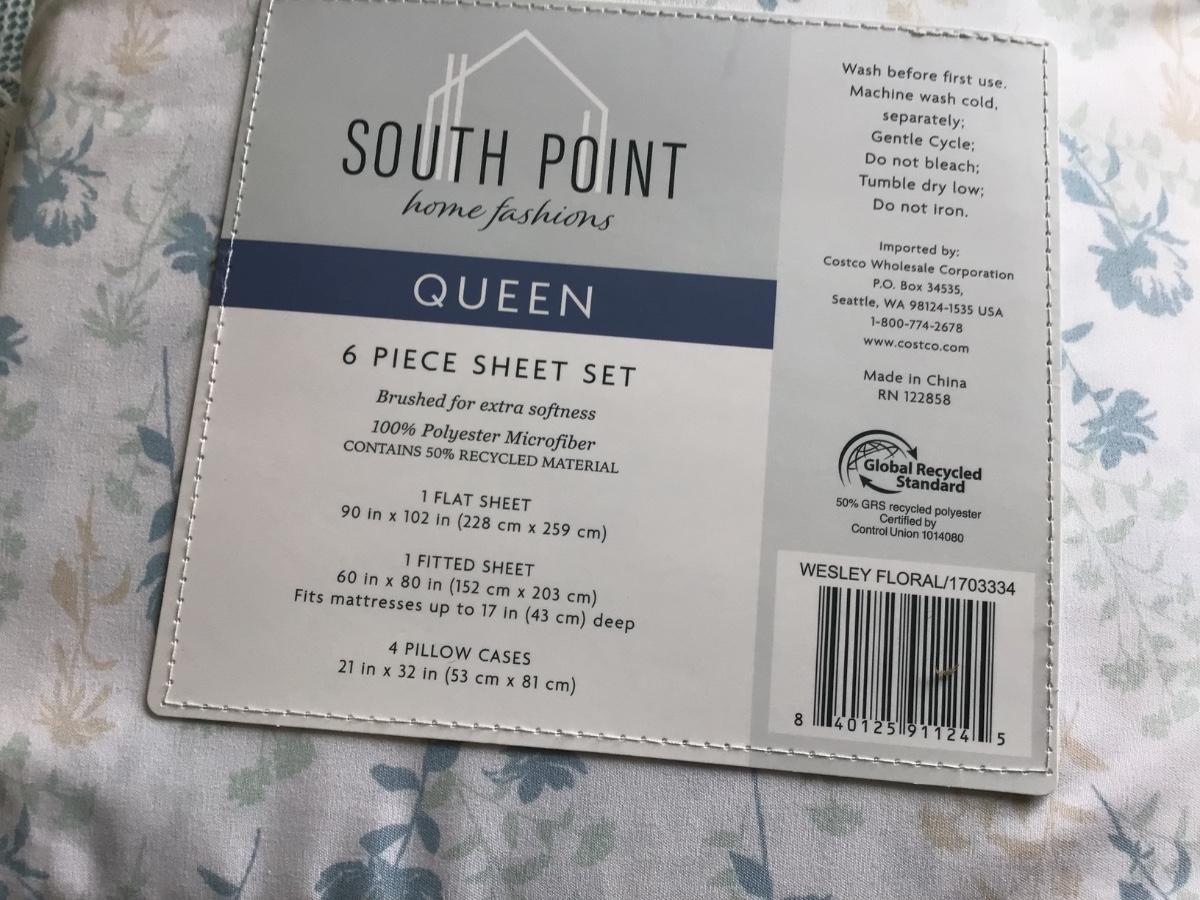 SOUTH POINT
home fashions
QUEEN
6 PIECE SHEET SET
Brushed for extra softness
100% Polyester Microfiber
CONTAINS 50% RECYCLED MATERIAL
1 FLAT SHEET
90 in x 102 in (228 cm x 259 cm)
1 FITTED SHEET
60 in x 80 in (152 cm x 203 cm)
Fits mattresses up to 17 in (43 cm) deep
4 PILLOW CASES
21 in x 32 in (53 cm x 81 cm)
Wash before first use.
Machine wash cold,
separately;
Gentle Cycle;
Do not bleach;
Tumble dry low;
Do not iron.
Imported by:
Costco Wholesale Corporation
P.O. Box 34535,
Seattle, WA 98124-1535 USA
1-800-774-2678
www.costco.com
Made in China
RN 122858
Global Recycled
Standard
50% GRS recycled polyester
Certified by
Control Union 1014080
WESLEY FLORAL/1703334
8 40125 91124 5